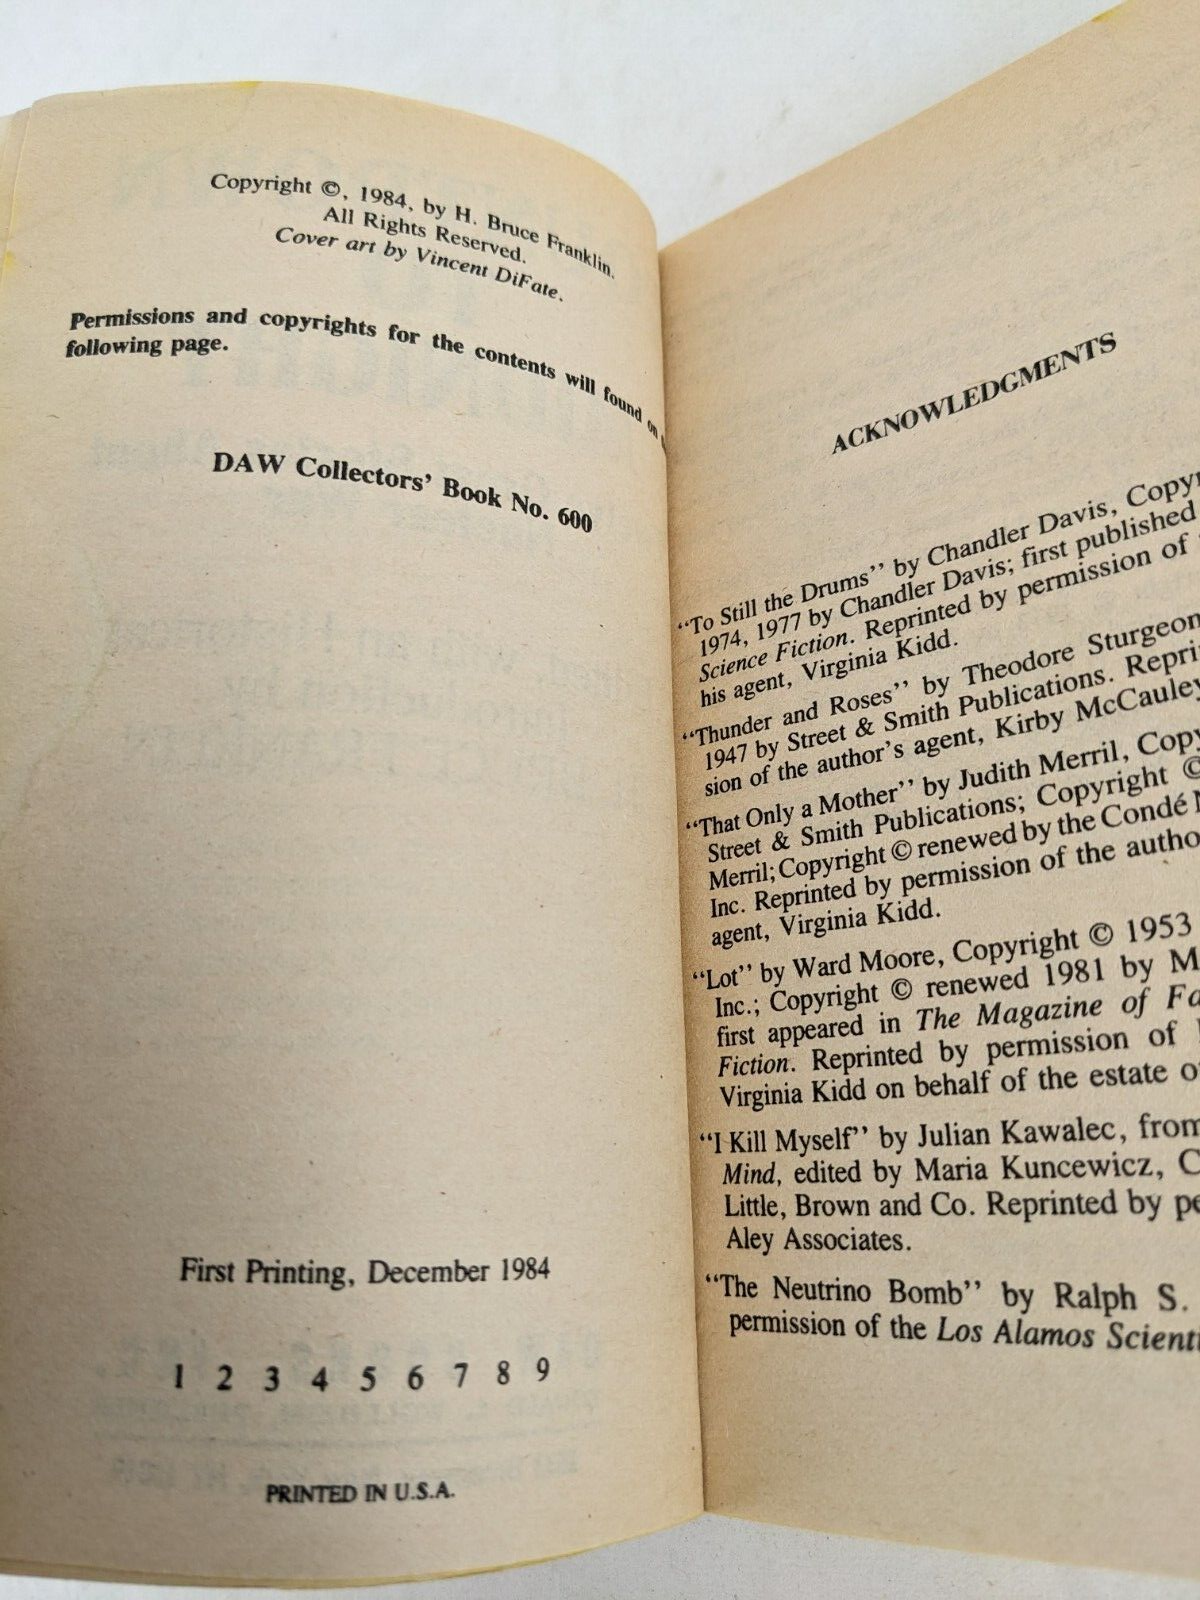 Copyright ©, 1984, by H. Bruce Franklin.
All Rights Reserved.
Cover art by Vincent DiFate.
Permissions and copyrights for the contents will found on
following page.
DAW Collectors' Book No. 600
First Printing, December 1984
1 2 3 4 5 6 7 8 9
PRINTED IN U.S.A.
ACKNOWLEDGMENTS
“To Still the Drums” by Chandler Davis, Copyr
1974, 1977 by Chandler Davis; first published
Science Fiction. Reprinted by permission of
his agent, Virginia Kidd.
“Thunder and Roses” by Theodore Sturgeon
1947 by Street & Smith Publications. Repri
sion of the author's agent, Kirby McCauley
“That Only a Mother” by Judith Merril, Copy
Street & Smith Publications; Copyright ©
Merril; Copyright © renewed by the Condé N
Inc. Reprinted by permission of the autho
agent, Virginia Kidd.
“Lot” by Ward Moore, Copyright © 1953
Inc.; Copyright © renewed 1981 by M
first appeared in The Magazine of Fa
Fiction. Reprinted by permission of
Virginia Kidd on behalf of the estate o
“I Kill Myself” by Julian Kawalec, from
Mind, edited by Maria Kuncewicz, C
Little, Brown and Co. Reprinted by pe
Aley Associates.
“The Neutrino Bomb” by Ralph S.
permission of the Los Alamos Scienti